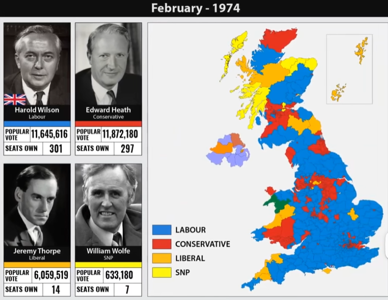 February - 1974
Harold Wilson
Labour
POPULAR VOTE 11,645,616
SEATS OWN 301
Edward Heath
Conservative
POPULAR VOTE 11,872,180
SEATS OWN 297
Jeremy Thorpe
Liberal
POPULAR VOTE 6,059,519
SEATS OWN 14
William Wolfe
SNP
POPULAR VOTE 633,180
SEATS OWN 7
LABOUR
CONSERVATIVE
LIBERAL
SNP